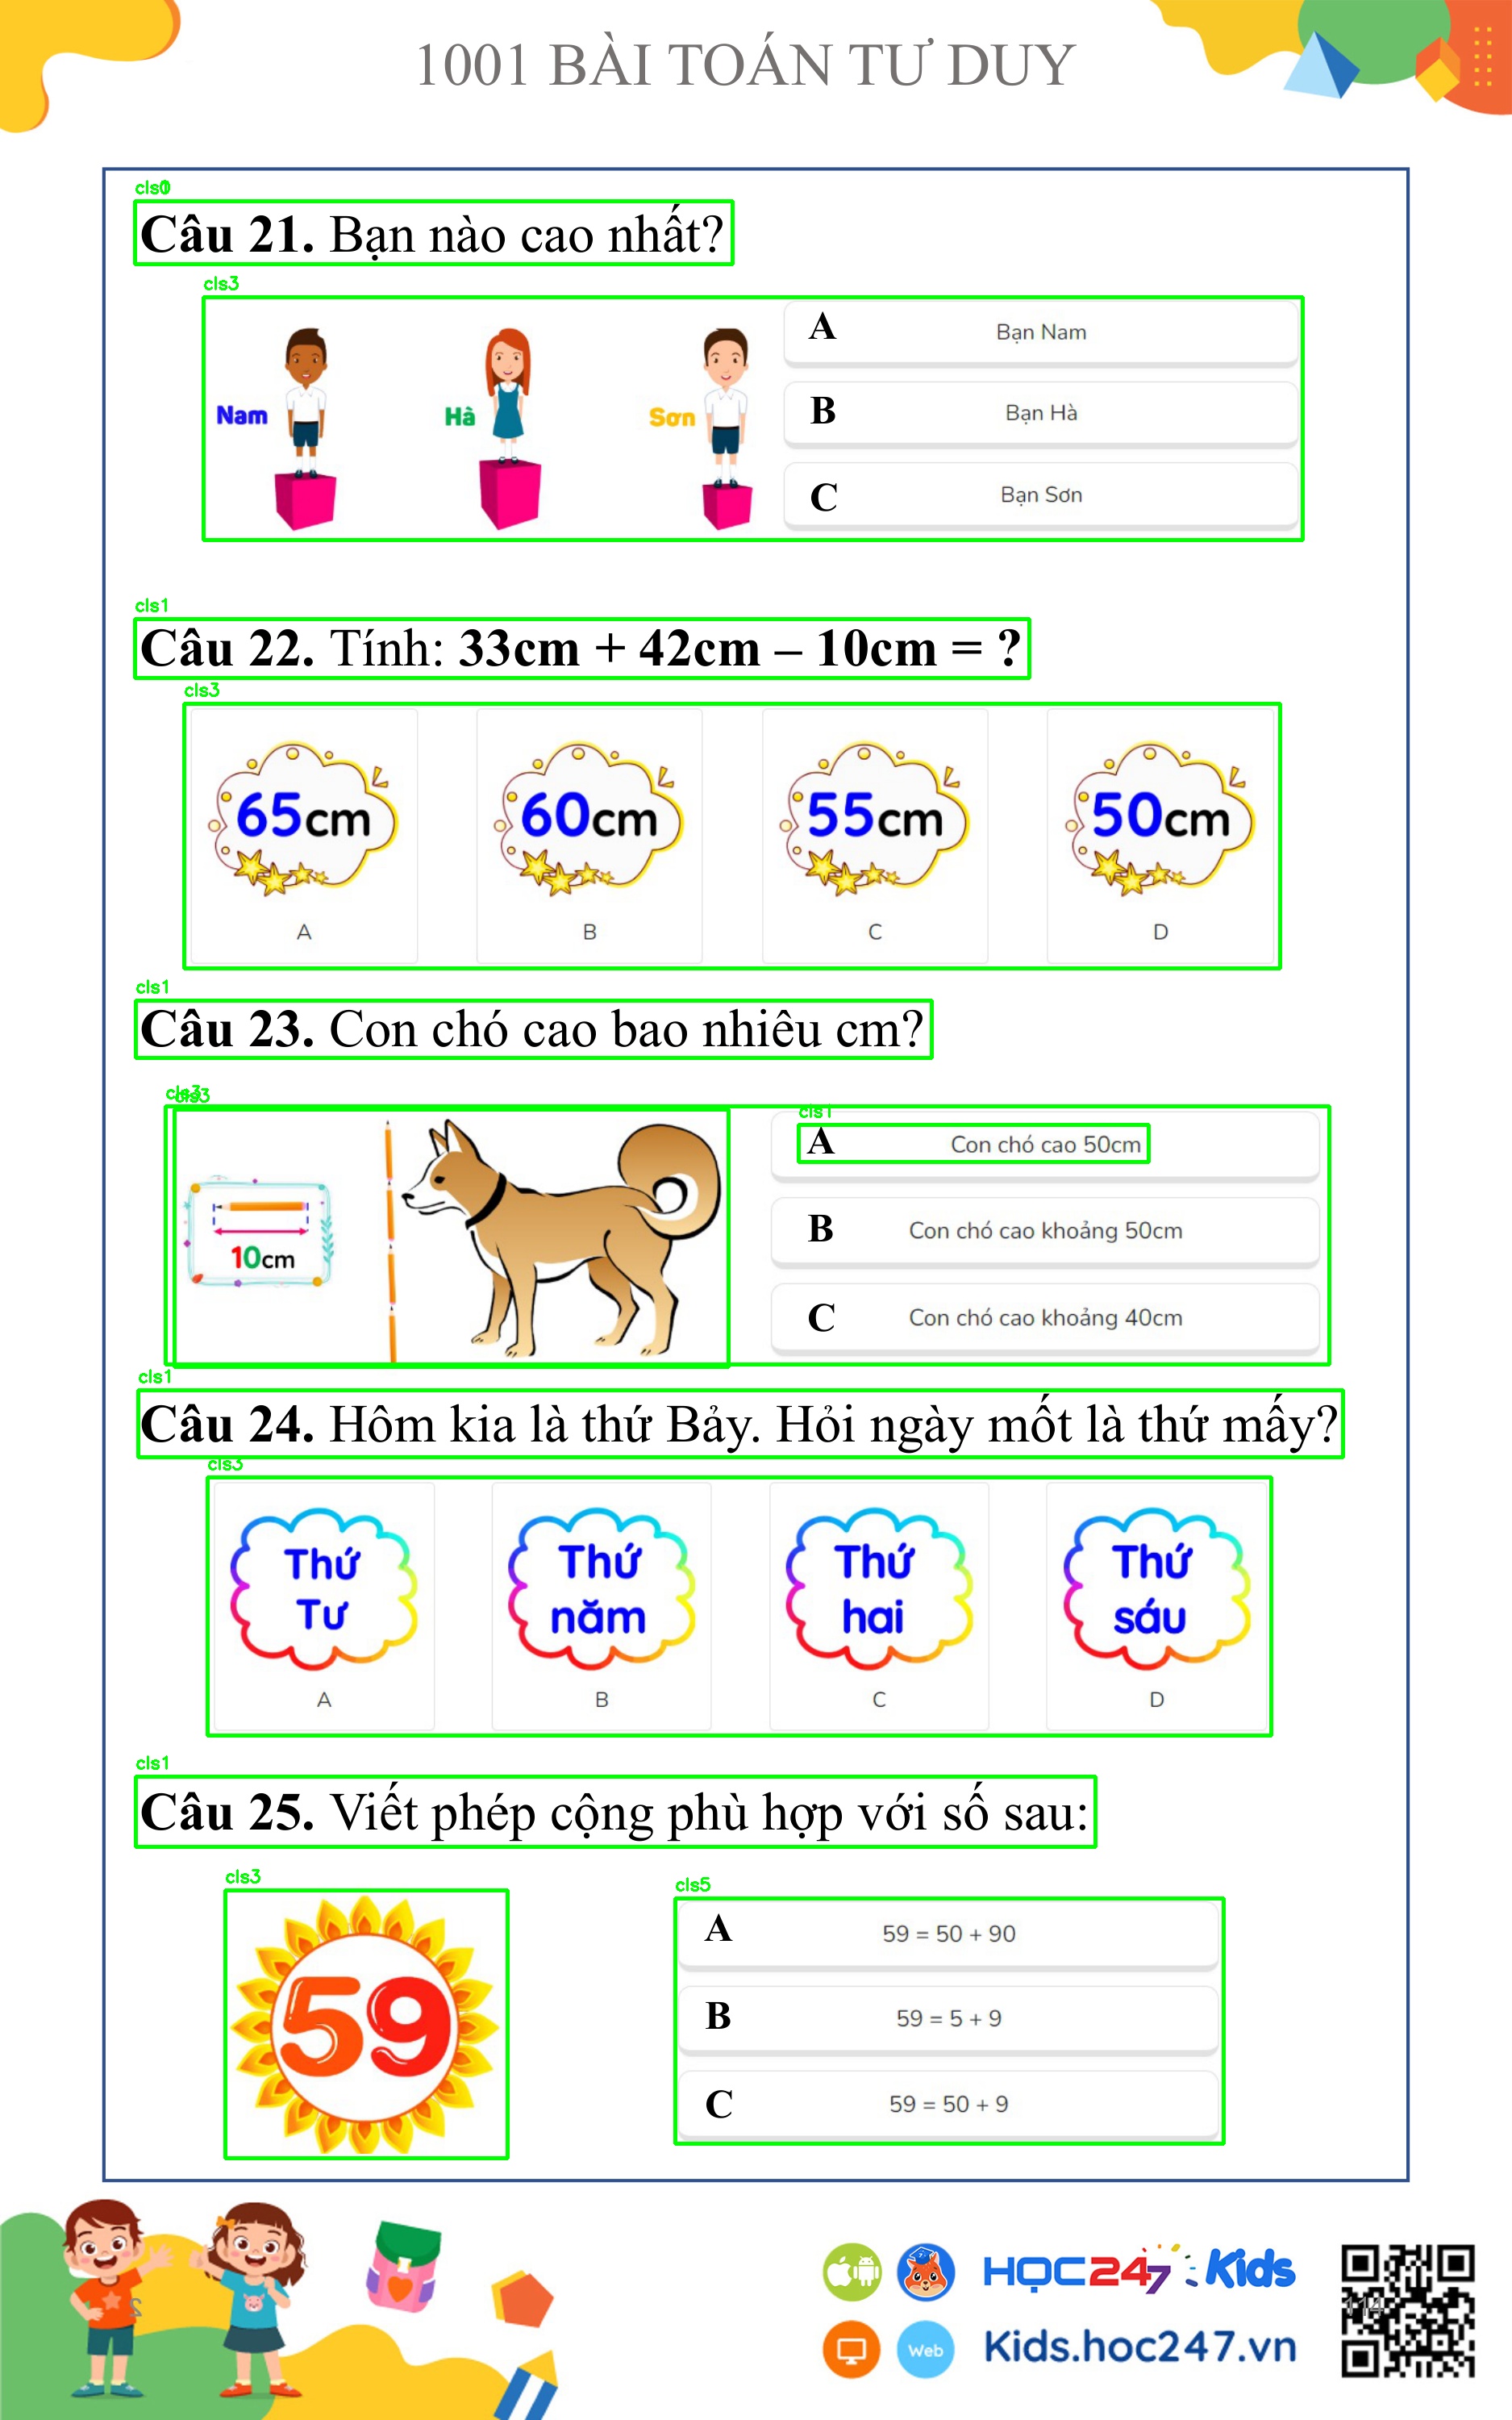 1001 BÀI TOÁN TƯ DUY
cls0
Câu 21. Bạn nào cao nhất?
cls3
Nam
Hà
Sơn
A Bạn Nam
B Bạn Hà
C Bạn Sơn
cls1
Câu 22. Tính: 33cm + 42cm – 10cm = ?
cls3
65cm 60cm 55cm 50cm
A B C D
cls1
Câu 23. Con chó cao bao nhiêu cm?
cls3
cls3
10cm
cls1
A Con chó cao 50cm
B Con chó cao khoảng 50cm
C Con chó cao khoảng 40cm
cls1
Câu 24. Hôm kia là thứ Bảy. Hỏi ngày mốt là thứ mấy?
cls3
Thứ Thứ Thứ Thứ
Tư năm hai sáu
A B C D
cls1
Câu 25. Viết phép cộng phù hợp với số sau:
cls3
59
cls5
A 59 = 50 + 90
B 59 = 5 + 9
C 59 = 50 + 9
HỌC247 Kids
Web Kids.hoc247.vn
114